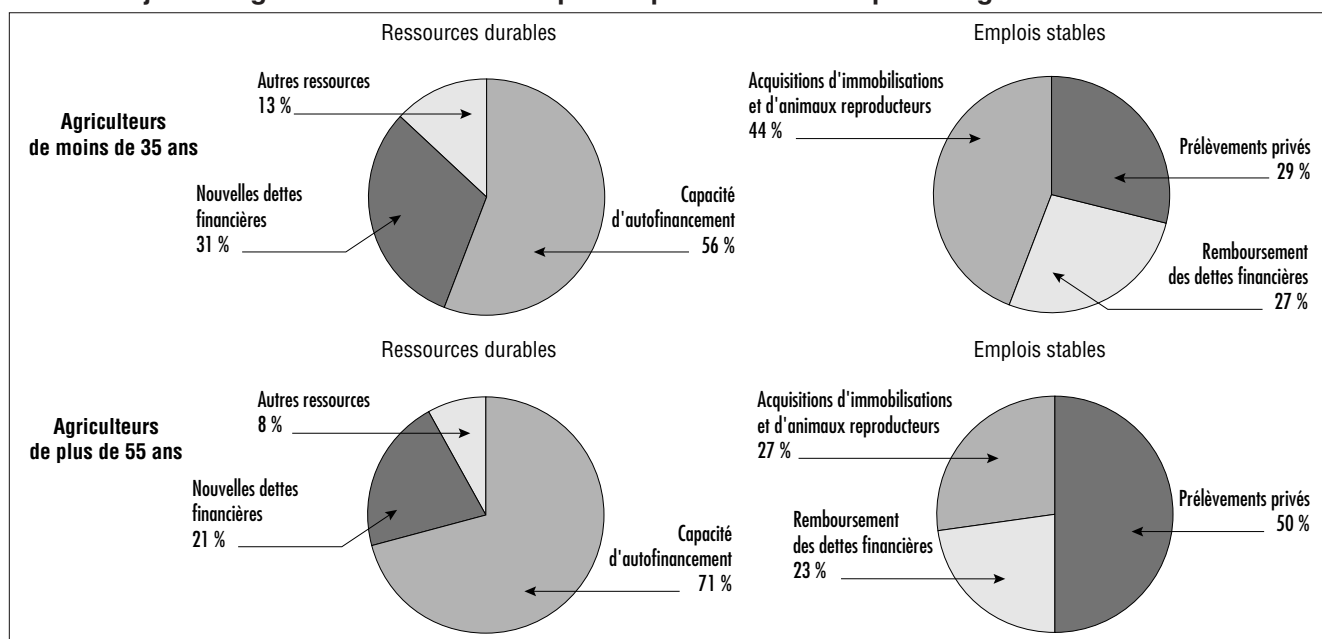 Ressources durables
Emplois stables
Agriculteurs
de moins de 35 ans
Autres ressources
13 %
Nouvelles dettes
financières
31 %
Capacité
d'autofinancement
56 %
Acquisitions d'immobilisations
et d'animaux reproducteurs
44 %
Prélèvements privés
29 %
Remboursement
des dettes financières
27 %
Ressources durables
Emplois stables
Agriculteurs
de plus de 55 ans
Autres ressources
8 %
Nouvelles dettes
financières
21 %
Capacité
d'autofinancement
71 %
Acquisitions d'immobilisations
et d'animaux reproducteurs
27 %
Remboursement
des dettes financières
23 %
Prélèvements privés
50 %